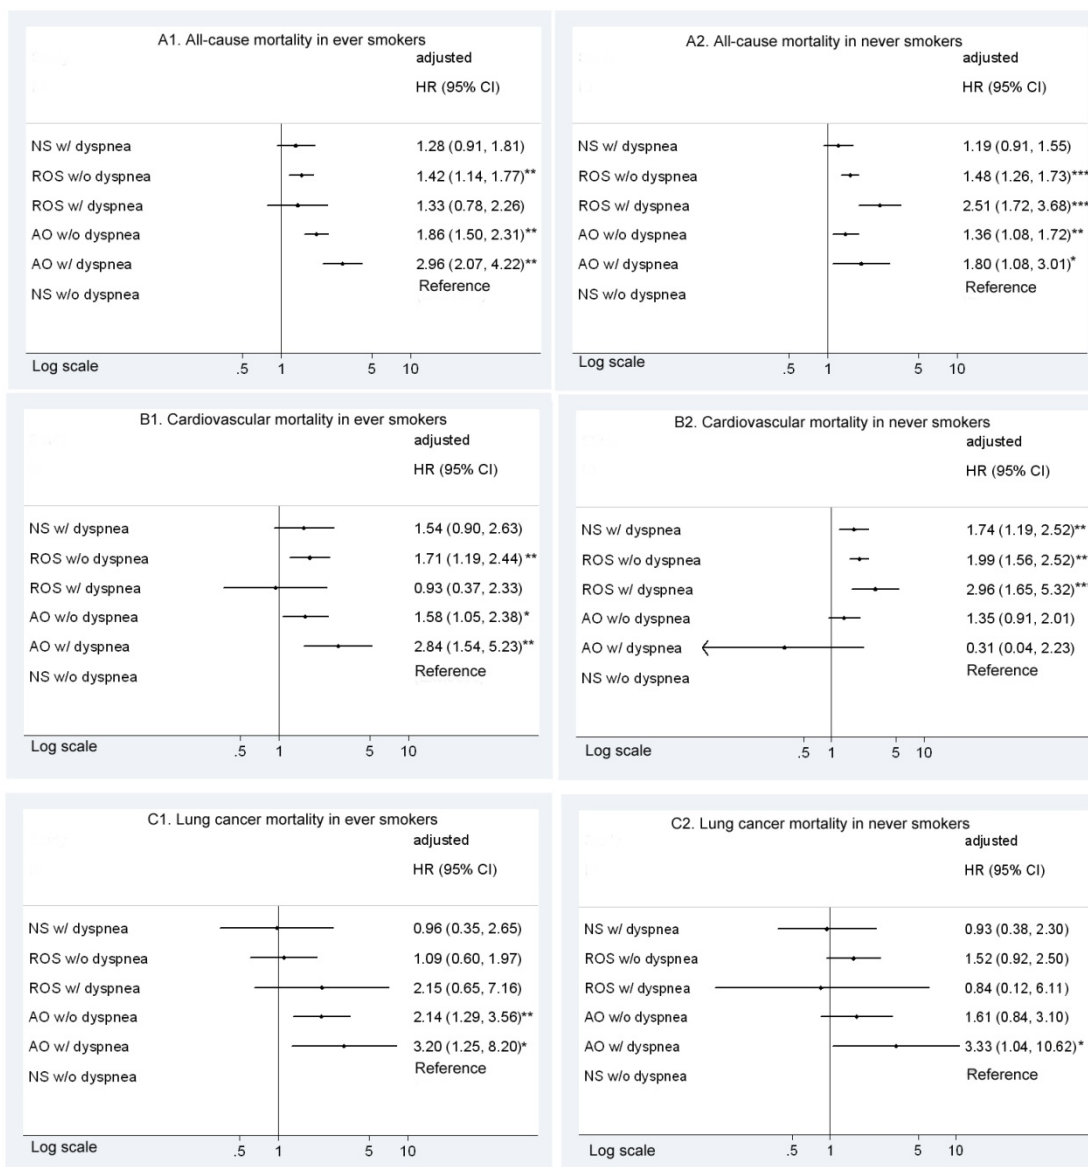 A1. All-cause mortality in ever smokers
adjusted
HR (95% CI)
NS w/ dyspnea 1.28 (0.91, 1.81)
ROS w/o dyspnea 1.42 (1.14, 1.77)**
ROS w/ dyspnea 1.33 (0.78, 2.26)
AO w/o dyspnea 1.86 (1.50, 2.31)**
AO w/ dyspnea 2.96 (2.07, 4.22)**
NS w/o dyspnea Reference
Log scale .5 1 5 10
A2. All-cause mortality in never smokers
adjusted
HR (95% CI)
NS w/ dyspnea 1.19 (0.91, 1.55)
ROS w/o dyspnea 1.48 (1.26, 1.73)***
ROS w/ dyspnea 2.51 (1.72, 3.68)***
AO w/o dyspnea 1.36 (1.08, 1.72)**
AO w/ dyspnea 1.80 (1.08, 3.01)*
NS w/o dyspnea Reference
Log scale .5 1 5 10
B1. Cardiovascular mortality in ever smokers
adjusted
HR (95% CI)
NS w/ dyspnea 1.54 (0.90, 2.63)
ROS w/o dyspnea 1.71 (1.19, 2.44)**
ROS w/ dyspnea 0.93 (0.37, 2.33)
AO w/o dyspnea 1.58 (1.05, 2.38)*
AO w/ dyspnea 2.84 (1.54, 5.23)**
NS w/o dyspnea Reference
Log scale .5 1 5 10
B2. Cardiovascular mortality in never smokers
adjusted
HR (95% CI)
NS w/ dyspnea 1.74 (1.19, 2.52)**
ROS w/o dyspnea 1.99 (1.56, 2.52)**
ROS w/ dyspnea 2.96 (1.65, 5.32)**
AO w/o dyspnea 1.35 (0.91, 2.01)
AO w/ dyspnea 0.31 (0.04, 2.23)
NS w/o dyspnea Reference
Log scale .5 1 5 10
C1. Lung cancer mortality in ever smokers
adjusted
HR (95% CI)
NS w/ dyspnea 0.96 (0.35, 2.65)
ROS w/o dyspnea 1.09 (0.60, 1.97)
ROS w/ dyspnea 2.15 (0.65, 7.16)
AO w/o dyspnea 2.14 (1.29, 3.56)**
AO w/ dyspnea 3.20 (1.25, 8.20)*
NS w/o dyspnea Reference
Log scale .5 1 5 10
C2. Lung cancer mortality in never smokers
adjusted
HR (95% CI)
NS w/ dyspnea 0.93 (0.38, 2.30)
ROS w/o dyspnea 1.52 (0.92, 2.50)
ROS w/ dyspnea 0.84 (0.12, 6.11)
AO w/o dyspnea 1.61 (0.84, 3.10)
AO w/ dyspnea 3.33 (1.04, 10.62)*
NS w/o dyspnea Reference
Log scale .5 1 5 10